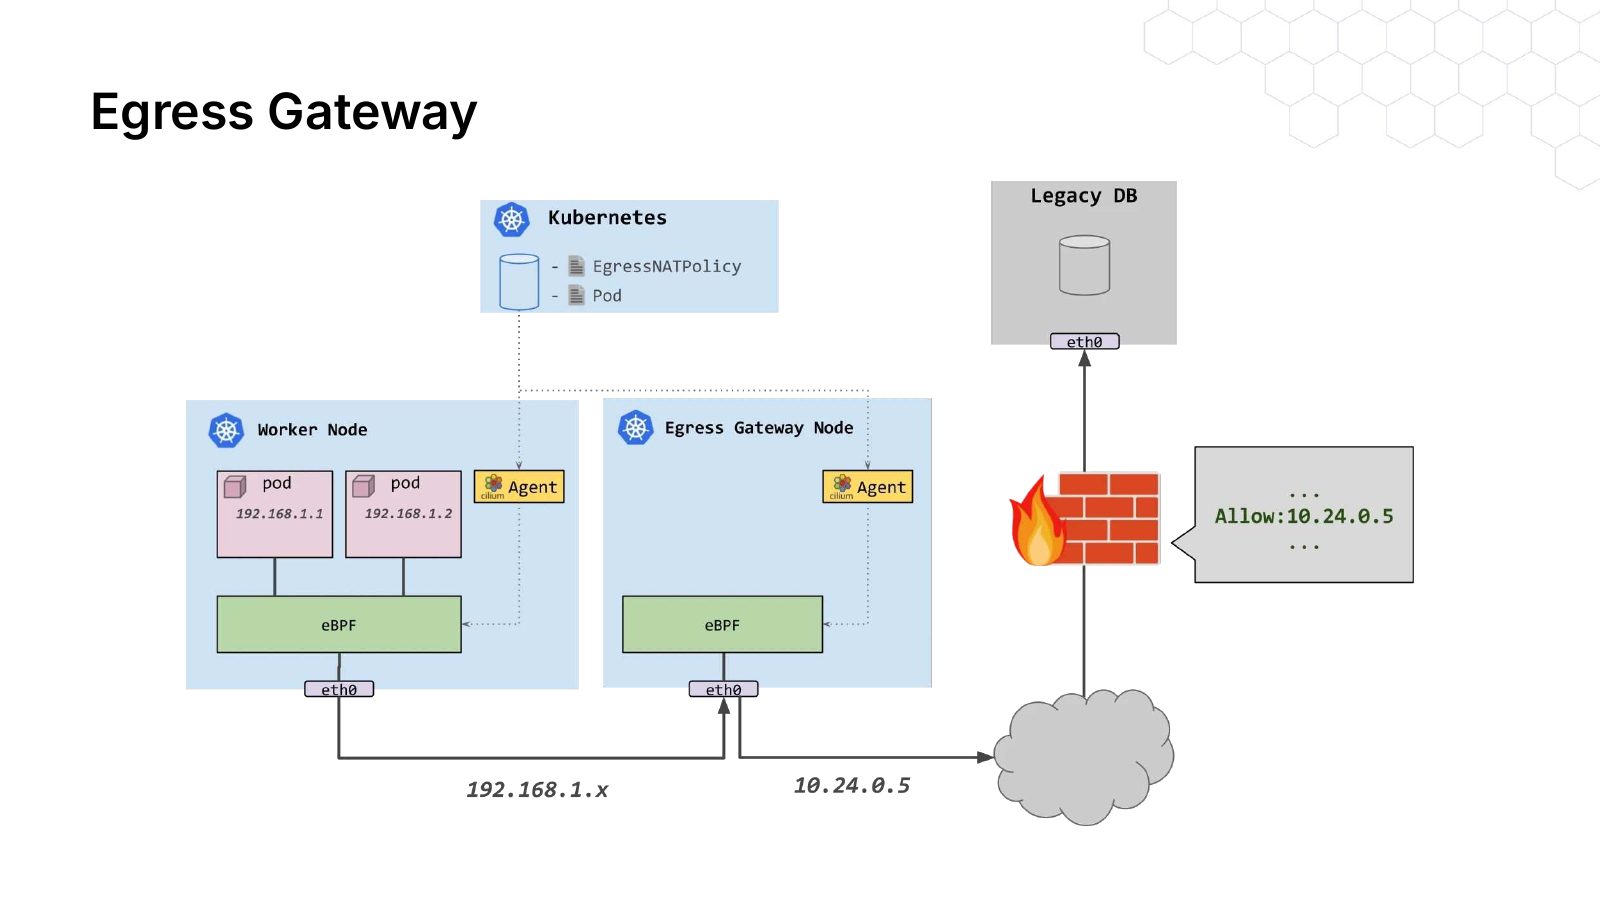 Egress Gateway
Kubernetes
- EgressNATPolicy
- Pod
Legacy DB
eth0
Worker Node
pod
192.168.1.1
pod
192.168.1.2
cilium Agent
eBPF
eth0
Egress Gateway Node
cilium Agent
eBPF
eth0
...
Allow:10.24.0.5
...
192.168.1.x
10.24.0.5